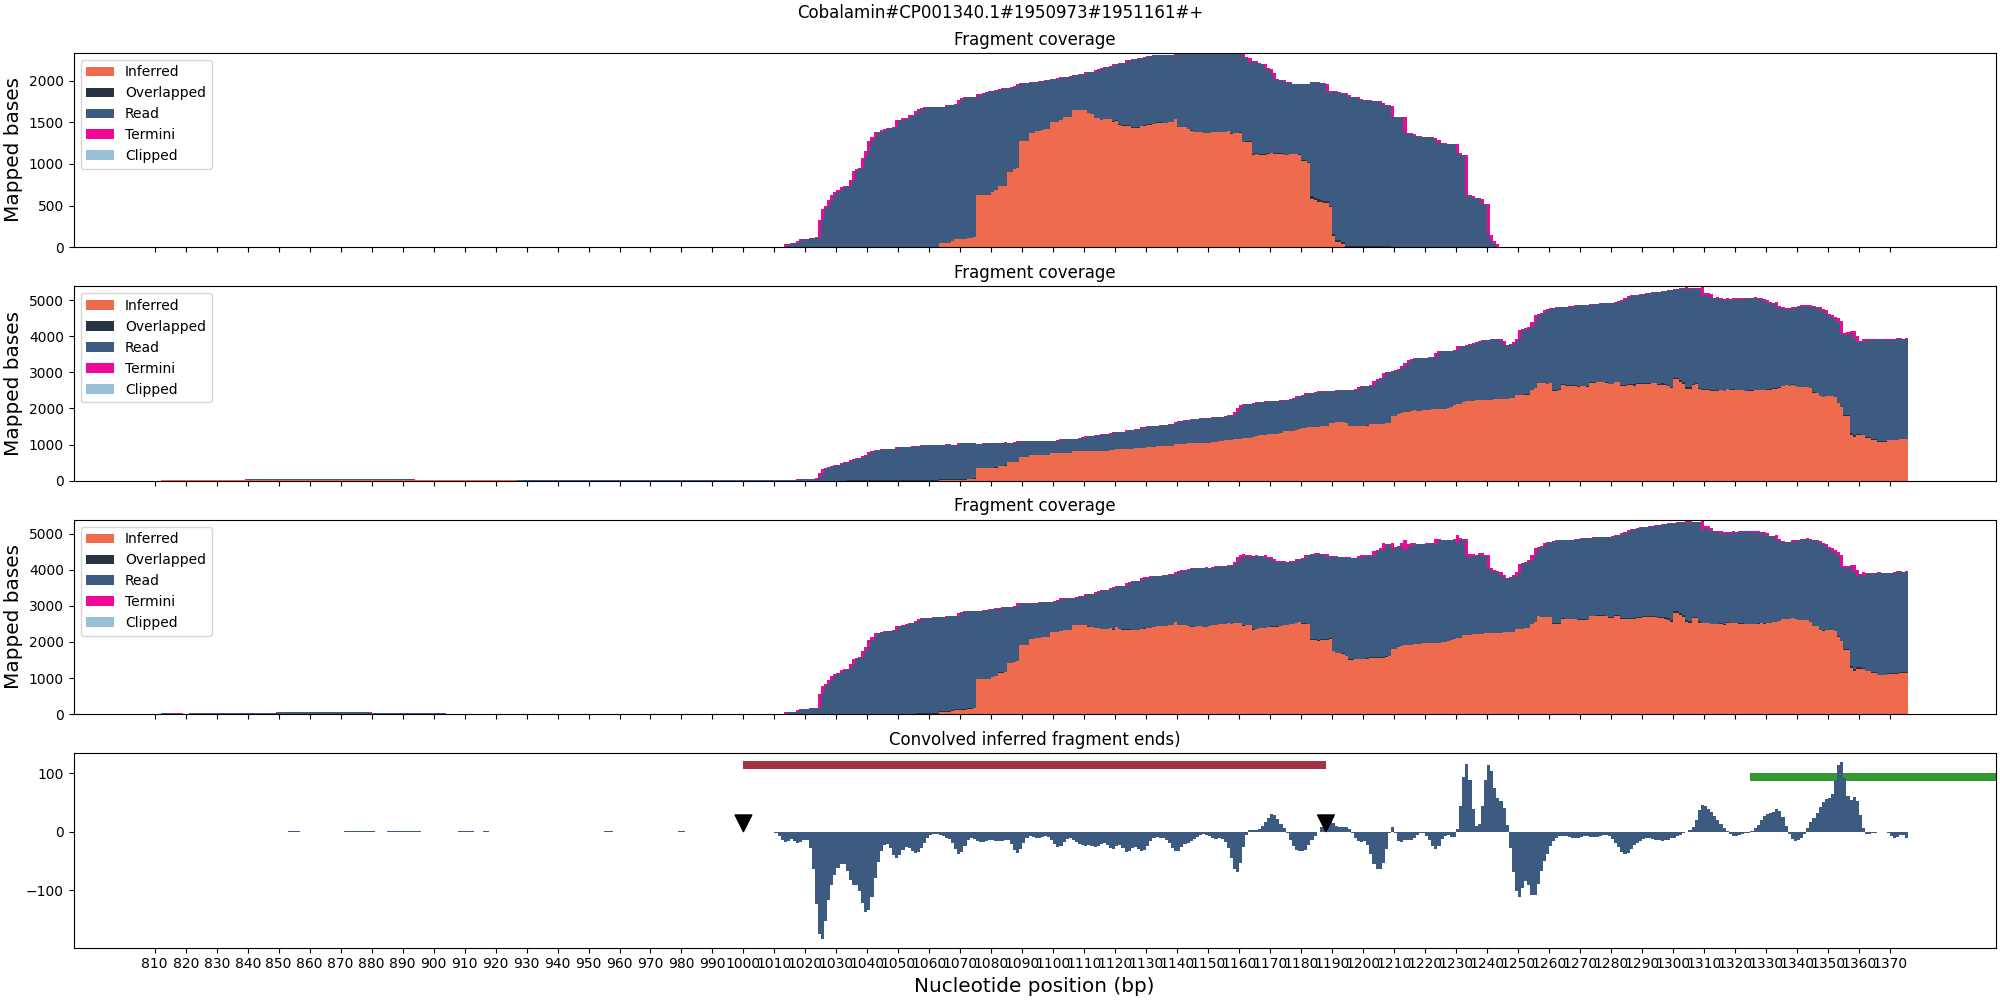 Cobalamin#CP001340.1#1950973#1951161#+
Fragment coverage
Mapped bases
2000
1500
1000
500
0
Inferred
Overlapped
Read
Termini
Clipped
Fragment coverage
Mapped bases
5000
4000
3000
2000
1000
0
Inferred
Overlapped
Read
Termini
Clipped
Fragment coverage
Mapped bases
5000
4000
3000
2000
1000
0
Inferred
Overlapped
Read
Termini
Clipped
Convolved inferred fragment ends)
100
0
−100
810 820 830 840 850 860 870 880 890 900 910 920 930 940 950 960 970 980 990 1000 1010 1020 1030 1040 1050 1060 1070 1080 1090 1100 1110 1120 1130 1140 1150 1160 1170 1180 1190 1200 1210 1220 1230 1240 1250 1260 1270 1280 1290 1300 1310 1320 1330 1340 1350 1360 1370
Nucleotide position (bp)